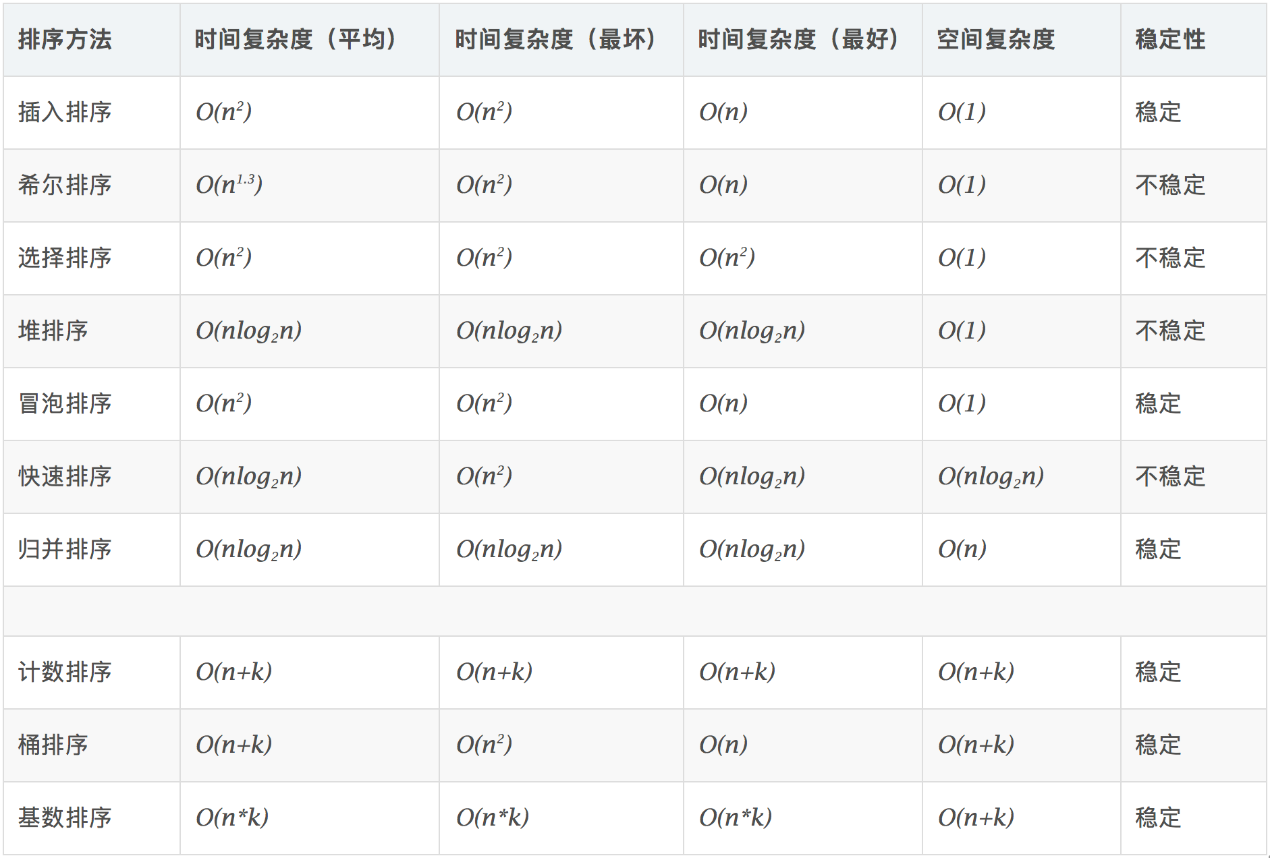 排序方法 时间复杂度（平均） 时间复杂度（最坏） 时间复杂度（最好） 空间复杂度 稳定性
插入排序 O(n²) O(n²) O(n) O(1) 稳定
希尔排序 O(n¹·³) O(n²) O(n) O(1) 不稳定
选择排序 O(n²) O(n²) O(n²) O(1) 不稳定
堆排序 O(nlog₂n) O(nlog₂n) O(nlog₂n) O(1) 不稳定
冒泡排序 O(n²) O(n²) O(n) O(1) 稳定
快速排序 O(nlog₂n) O(n²) O(nlog₂n) O(nlog₂n) 不稳定
归并排序 O(nlog₂n) O(nlog₂n) O(nlog₂n) O(n) 稳定
计数排序 O(n+k) O(n+k) O(n+k) O(n+k) 稳定
桶排序 O(n+k) O(n²) O(n) O(n+k) 稳定
基数排序 O(n*k) O(n*k) O(n*k) O(n+k) 稳定